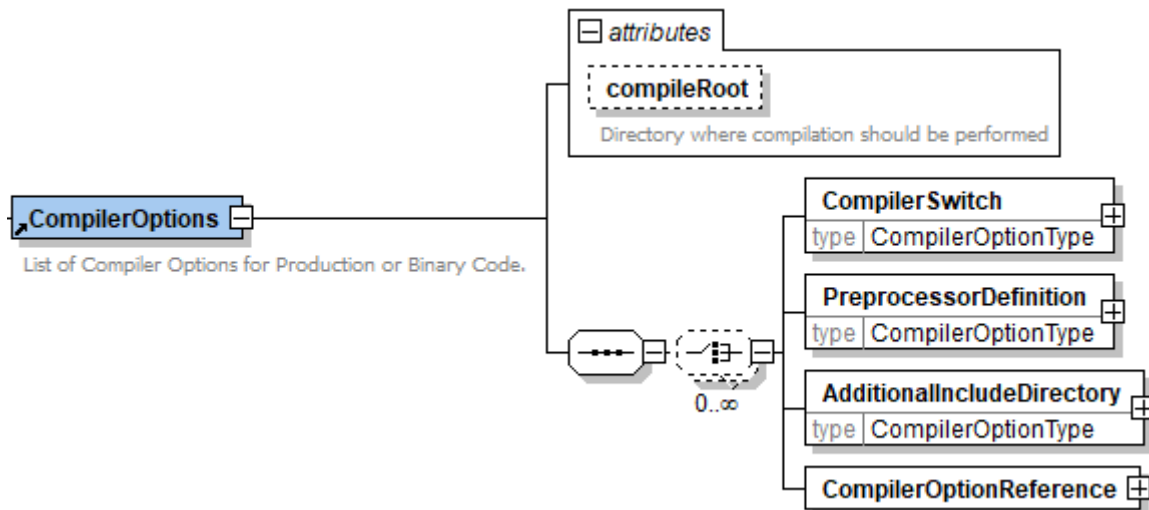 attributes
compileRoot
Directory where compilation should be performed
CompilerOptions
List of Compiler Options for Production or Binary Code.
CompilerSwitch
type CompilerOptionType
PreprocessorDefinition
type CompilerOptionType
0..∞
AdditionalIncludeDirectory
type CompilerOptionType
CompilerOptionReference